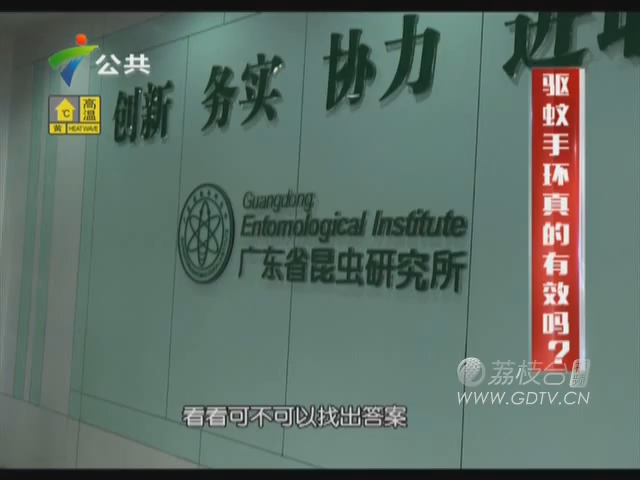 公共
高温
℃
黄 HEAT WAVE
创新 务实 协力 进取
Guangdong
Entomological Institute
广东省昆虫研究所
驱蚊手环真的有效吗?
荔枝台
WWW.GDTV.CN
看看可不可以找出答案